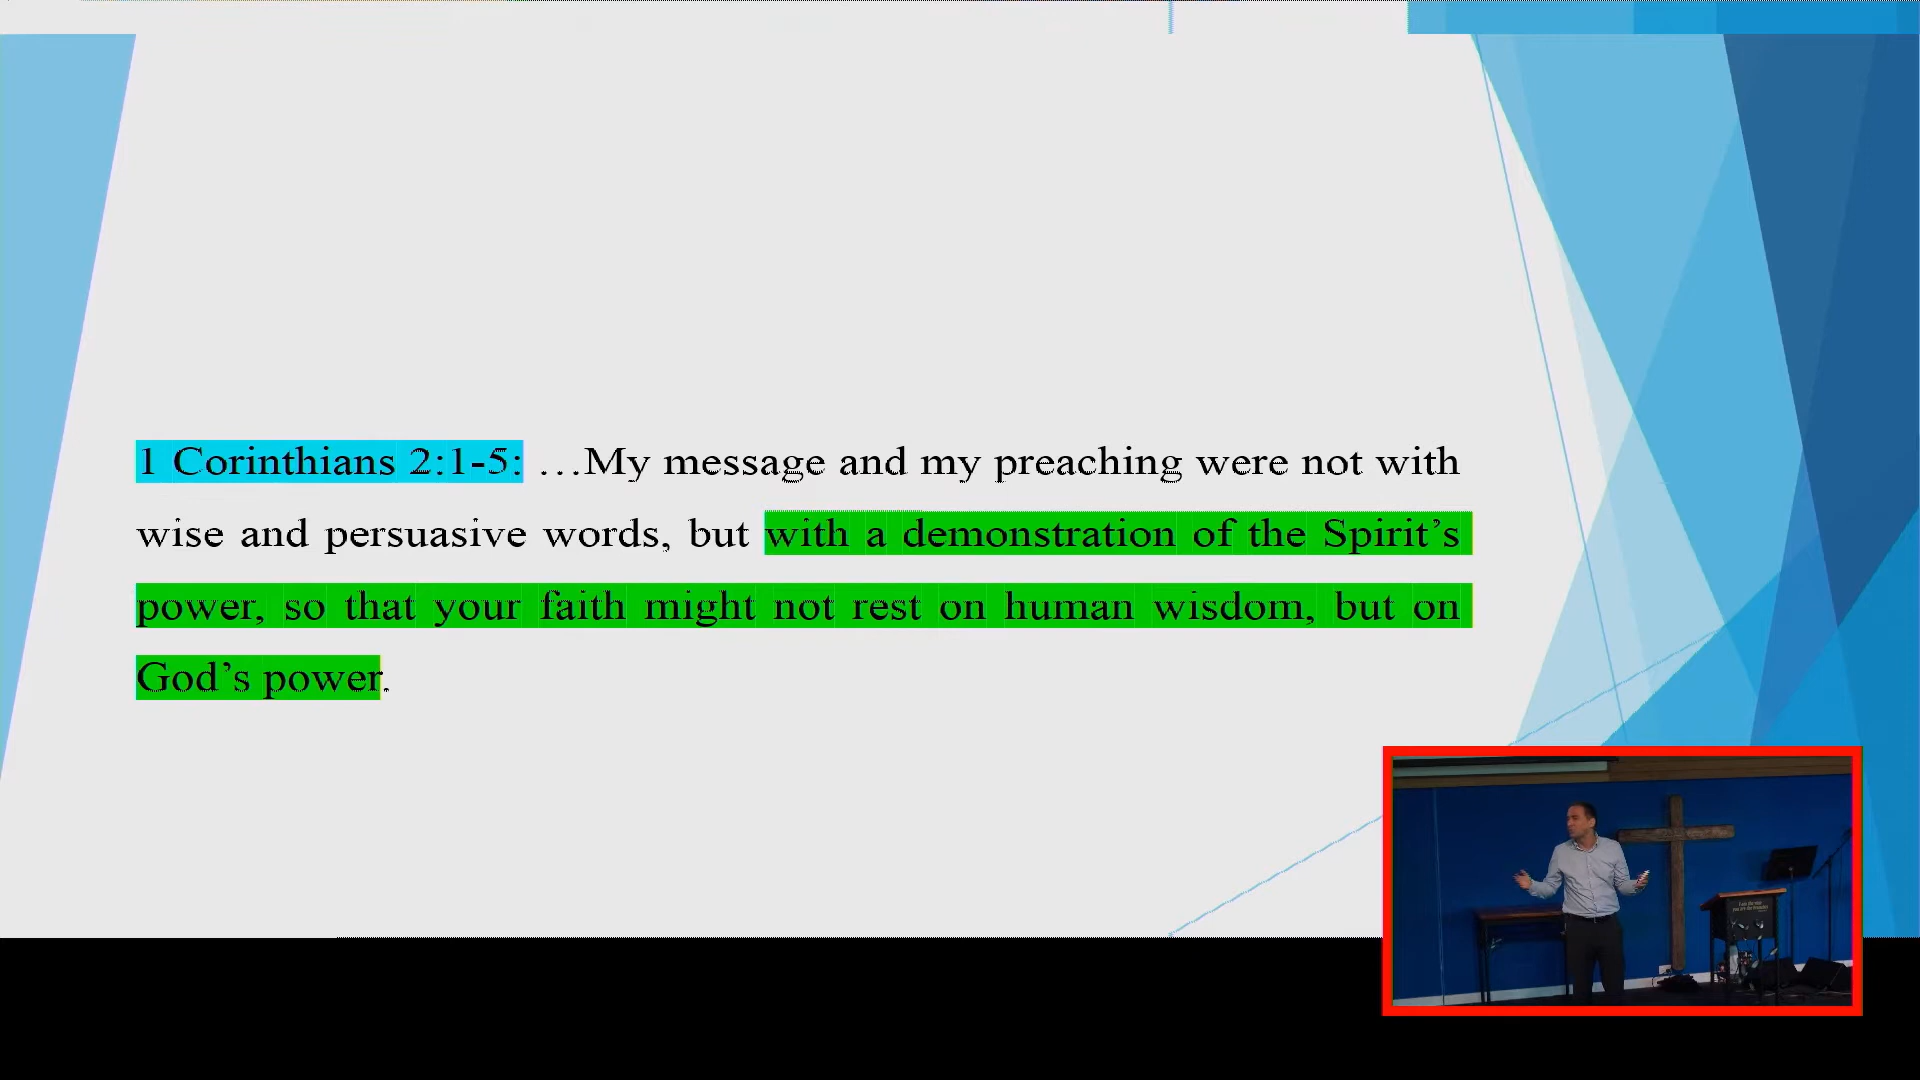 1 Corinthians 2:1-5: …My message and my preaching were not with
wise and persuasive words, but with a demonstration of the Spirit’s
power, so that your faith might not rest on human wisdom, but on
God’s power.